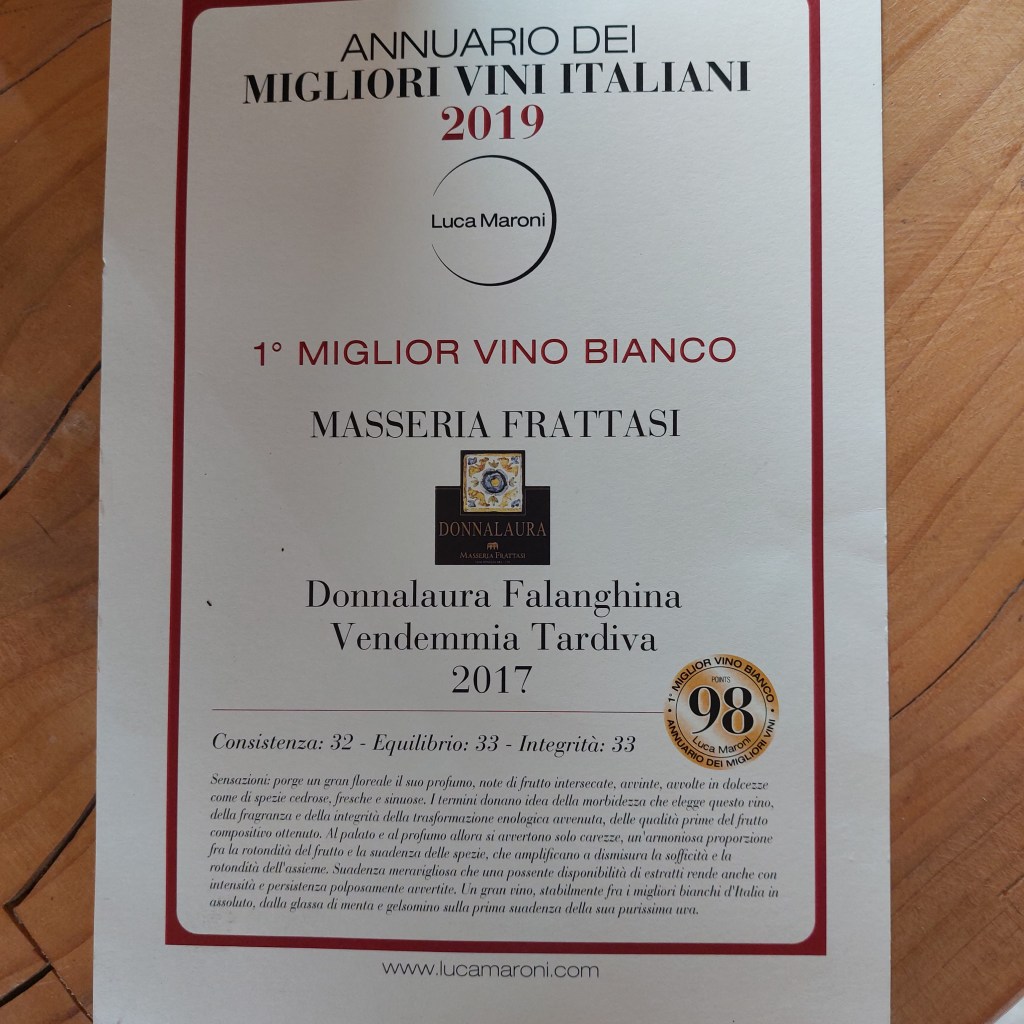 ANNUARIO DEI
MIGLIORI VINI ITALIANI
2019
Luca Maroni
1° MIGLIOR VINO BIANCO
MASSERIA FRATTASI
DONNALAURA
MASSERIA FRATTASI
Donnalaura Falanghina
Vendemmia Tardiva
2017
1° MIGLIOR VINO BIANCO
POINTS
98
Luca Maroni
ANNUARIO DEI MIGLIORI VINI
Consistenza: 32 - Equilibrio: 33 - Integrità: 33
Sensazioni: porge un gran floreale il suo profumo, note di frutto intersecate, avvinte, avvolte in dolcezze
come di spezie cedrose, fresche e sinuose. I termini donano idea della morbidezza che elegge questo vino,
della fragranza e della integrità della trasformazione enologica avvenuta, delle qualità prime del frutto
compositivo ottenuto. Al palato e al profumo allora si avvertono solo carezze, un'armoniosa proporzione
fra la rotondità del frutto e la suadenza delle spezie, che amplificano a dismisura la sofficità e la
rotondità dell'assieme. Suadenza meravigliosa che una possente disponibilità di estratti rende anche con
intensità e persistenza polposamente avvertite. Un gran vino, stabilmente fra i migliori bianchi d'Italia in
assoluto, dalla glassa di menta e gelsomino sulla prima suadenza della sua purissima uva.
www.lucamaroni.com